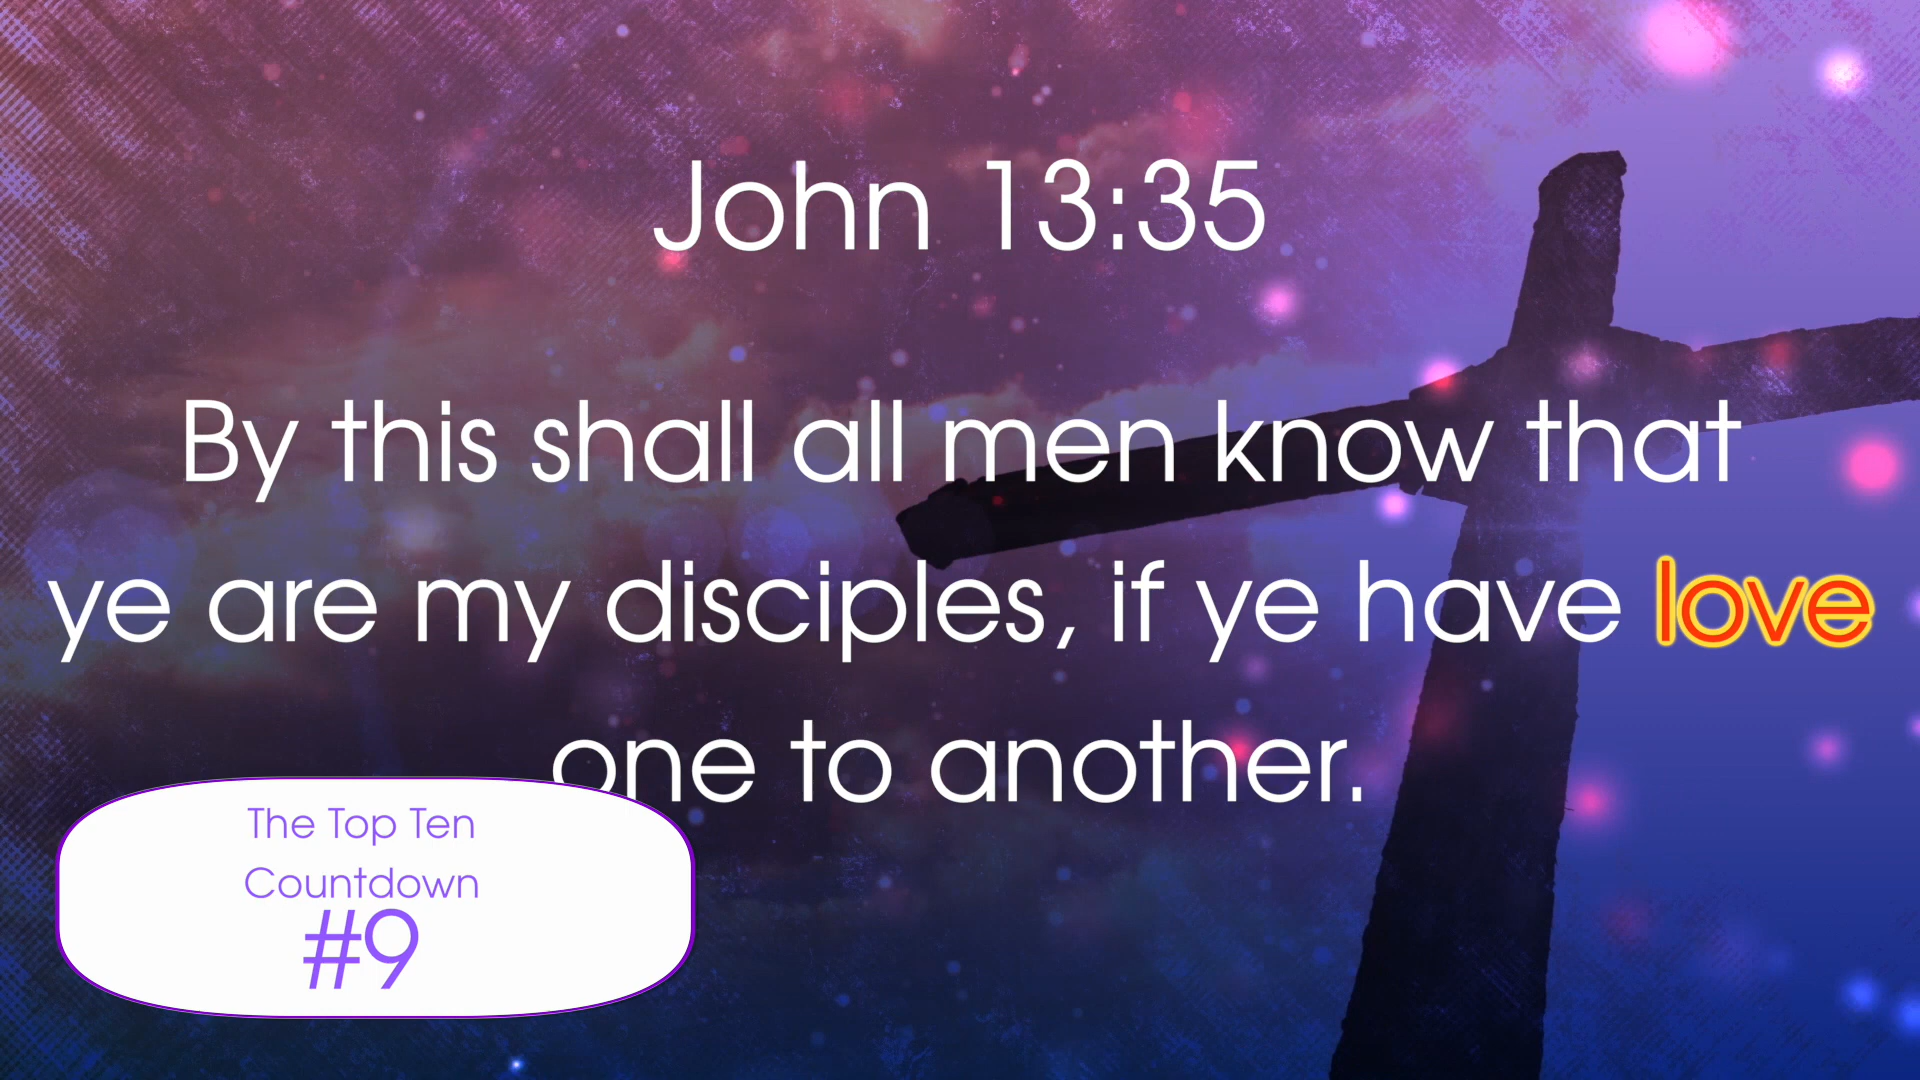 John 13:35
By this shall all men know that
ye are my disciples, if ye have love
one to another.
The Top Ten
Countdown
#9